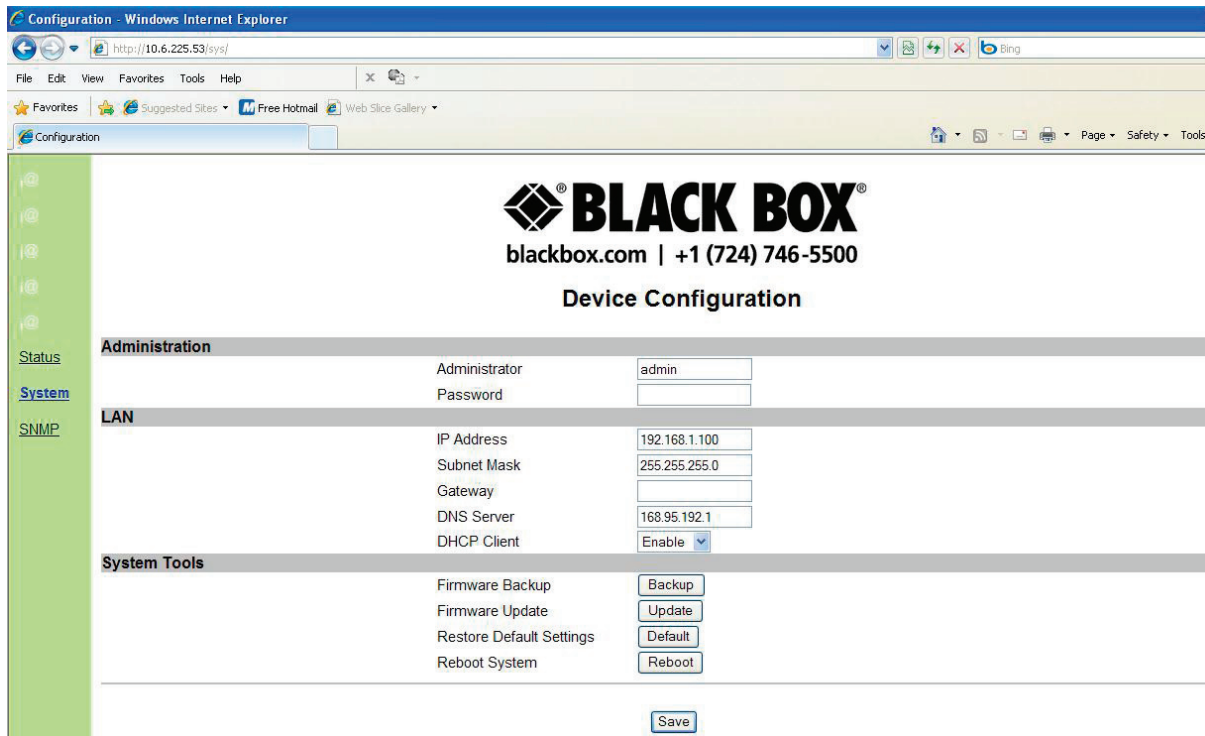 Configuration - Windows Internet Explorer
http://10.6.225.53/sys/
Bing
File Edit View Favorites Tools Help
Favorites Suggested Sites Free Hotmail Web Slice Gallery
Configuration
Page Safety Tools
BLACK BOX®
blackbox.com | +1 (724) 746-5500
Device Configuration
Status
System
SNMP
Administration
Administrator admin
Password
LAN
IP Address 192.168.1.100
Subnet Mask 255.255.255.0
Gateway
DNS Server 168.95.192.1
DHCP Client Enable
System Tools
Firmware Backup Backup
Firmware Update Update
Restore Default Settings Default
Reboot System Reboot
Save